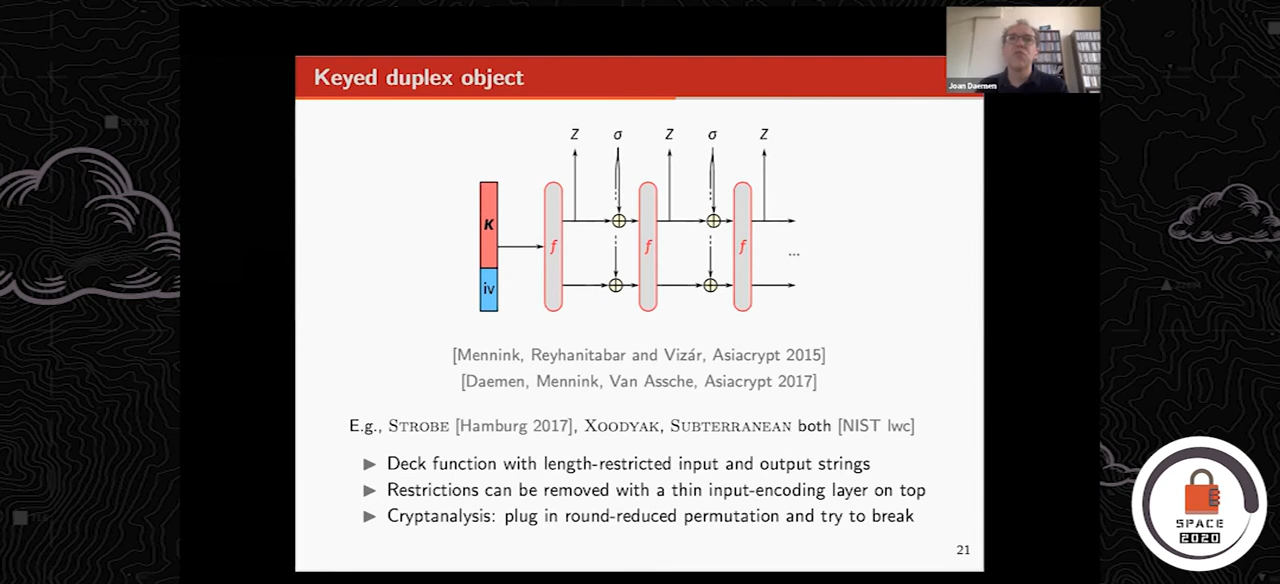 Keyed duplex object
Joan Daemen
Z σ Z σ Z
K
f f f
...
iv
[Mennink, Reyhanitabar and Vizár, Asiacrypt 2015]
[Daemen, Mennink, Van Assche, Asiacrypt 2017]
E.g., STROBE [Hamburg 2017], XOODYAK, SUBTERRANEAN both [NIST lwc]
▶ Deck function with length-restricted input and output strings
▶ Restrictions can be removed with a thin input-encoding layer on top
▶ Cryptanalysis: plug in round-reduced permutation and try to break
21
SPACE
2020